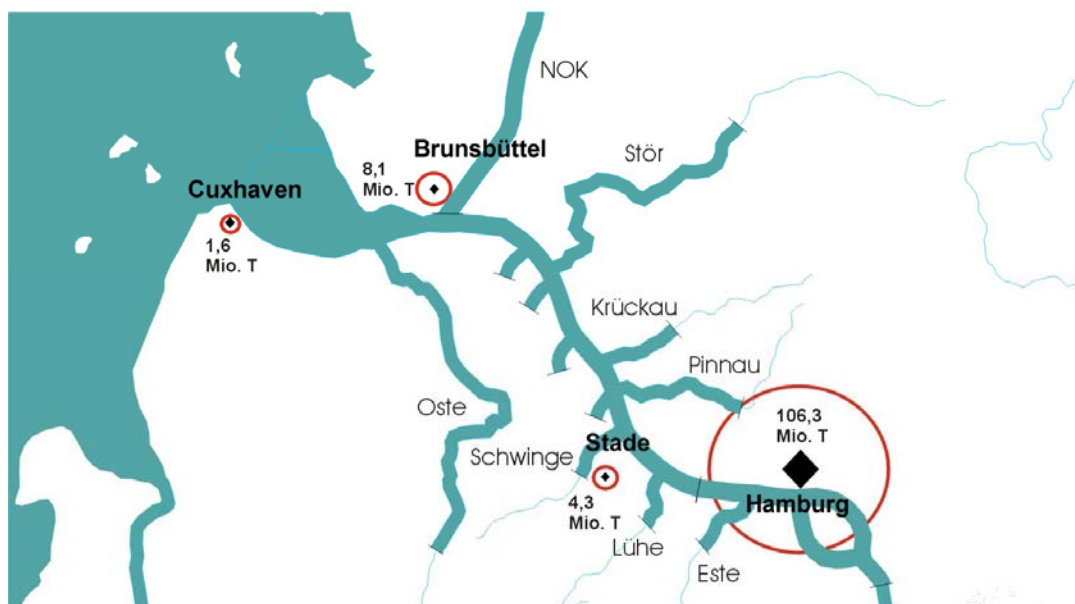 NOK
Brunsbüttel
Stör
8,1
Mio. T
Cuxhaven
1,6
Mio. T
Krückau
Pinnau
Oste
106,3
Mio. T
Stade
Schwinge
4,3
Mio. T
Hamburg
Lühe
Este